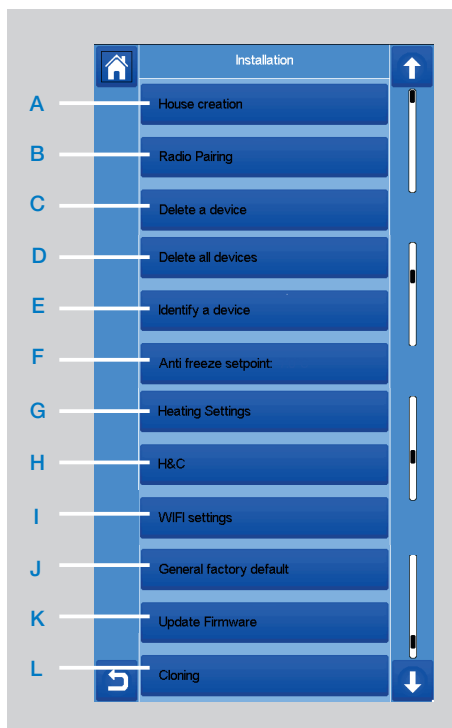 Installation
A House creation
B Radio Pairing
C Delete a device
D Delete all devices
E Identify a device
F Anti freeze setpoint:
G Heating Settings
H H&C
I WIFI settings
J General factory default
K Update Firmware
L Cloning